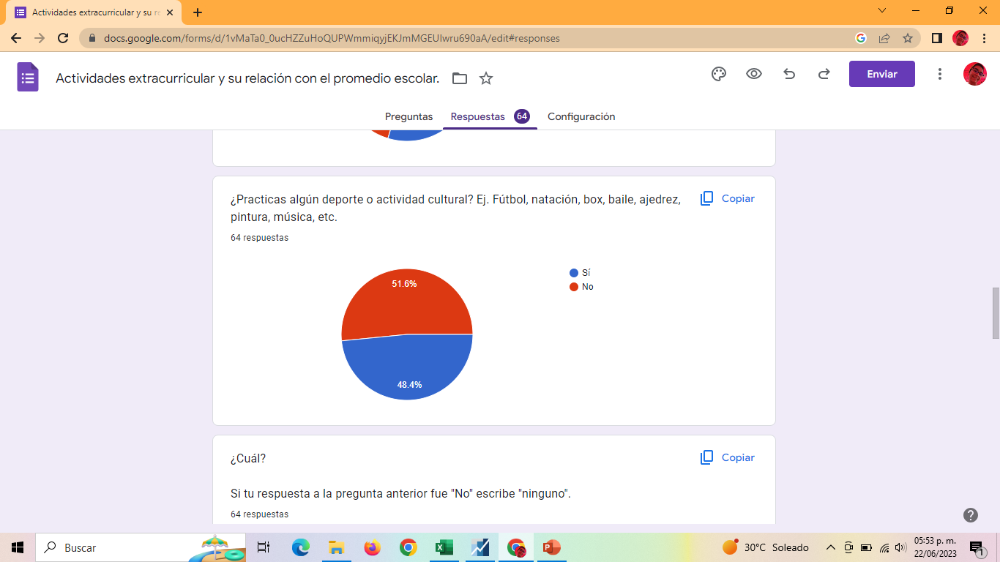 Actividades extracurricular y su re
docs.google.com/forms/d/1vMaTa0_0ucHZZuHoQUPWmmiqyjEKJmMGEUIwru690aA/edit#responses
Actividades extracurricular y su relación con el promedio escolar.
Enviar
Preguntas Respuestas 64 Configuración
¿Practicas algún deporte o actividad cultural? Ej. Fútbol, natación, box, baile, ajedrez,
pintura, música, etc.
Copiar
64 respuestas
51.6%
48.4%
Sí
No
¿Cuál?
Copiar
Si tu respuesta a la pregunta anterior fue "No" escribe "ninguno".
64 respuestas
Buscar
30°C Soleado
05:53 p. m.
22/06/2023
1